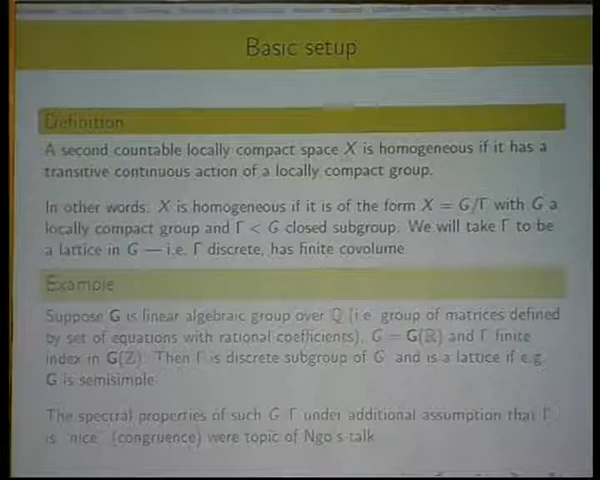 Basic setup
Definition
A second countable locally compact space X is homogeneous if it has a
transitive continuous action of a locally compact group.
In other words: X is homogeneous if it is of the form X = G/Γ with G a
locally compact group and Γ < G closed subgroup. We will take Γ to be
a lattice in G — i.e. Γ discrete, has finite covolume.
Example
Suppose G is linear algebraic group over Q (i.e. group of matrices defined
by set of equations with rational coefficients), G = G(ℝ) and Γ finite
index in G(ℤ). Then Γ is discrete subgroup of G and is a lattice if e.g.
G is semisimple.
The spectral properties of such G Γ under additional assumption that Γ
is "nice" (congruence) were topic of Ngo's talk